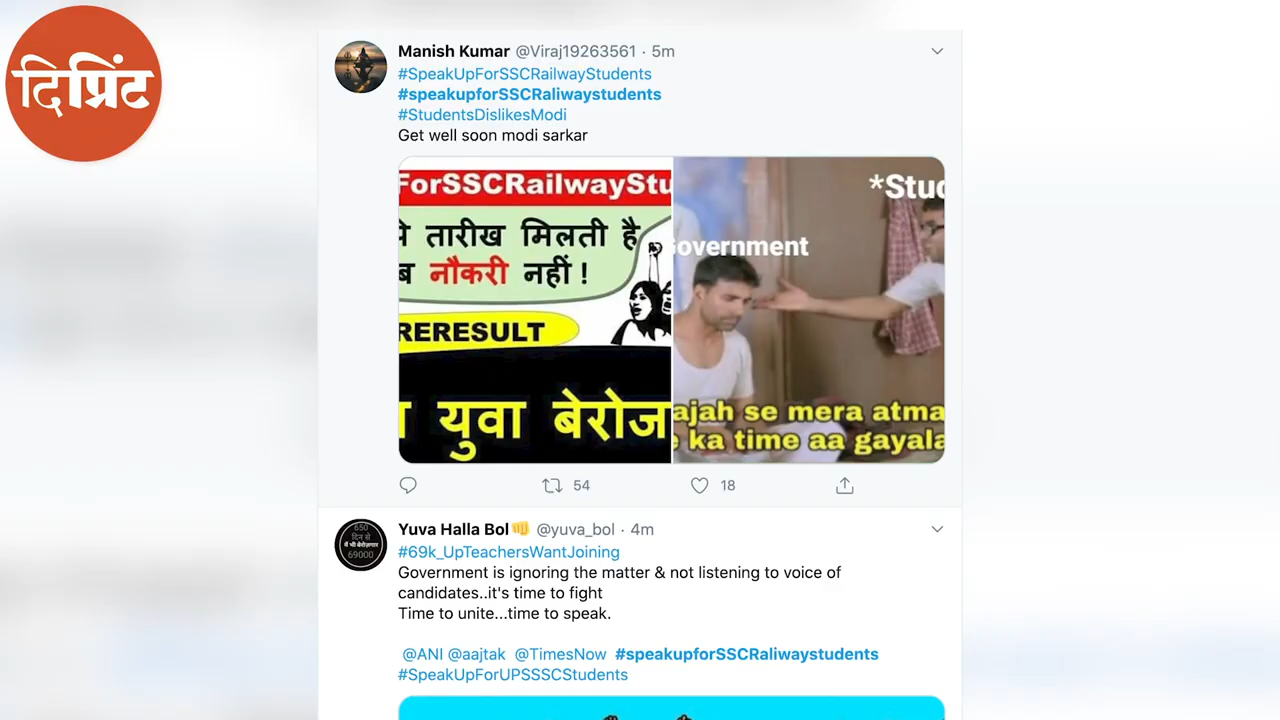 दिप्रिंट
Manish Kumar @Viraj19263561 · 5m
#SpeakUpForSSCRailwayStudents
#speakupforSSCRaliwaystudents
#StudentsDislikesModi
Get well soon modi sarkar
ForSSCRailwayStu
तारीख मिलती है
नौकरी नहीं !
RERESULT
युवा बेरोज
*Stud
Government
ajah se mera atma
ka time aa gayala
54
18
Yuva Halla Bol👊 @yuva_bol · 4m
650
दिन से
मैं भी बेरोज़गार
69000
#69k_UpTeachersWantJoining
Government is ignoring the matter & not listening to voice of
candidates..it's time to fight
Time to unite...time to speak.
@ANI @aajtak @TimesNow #speakupforSSCRaliwaystudents
#SpeakUpForUPSSSCStudents